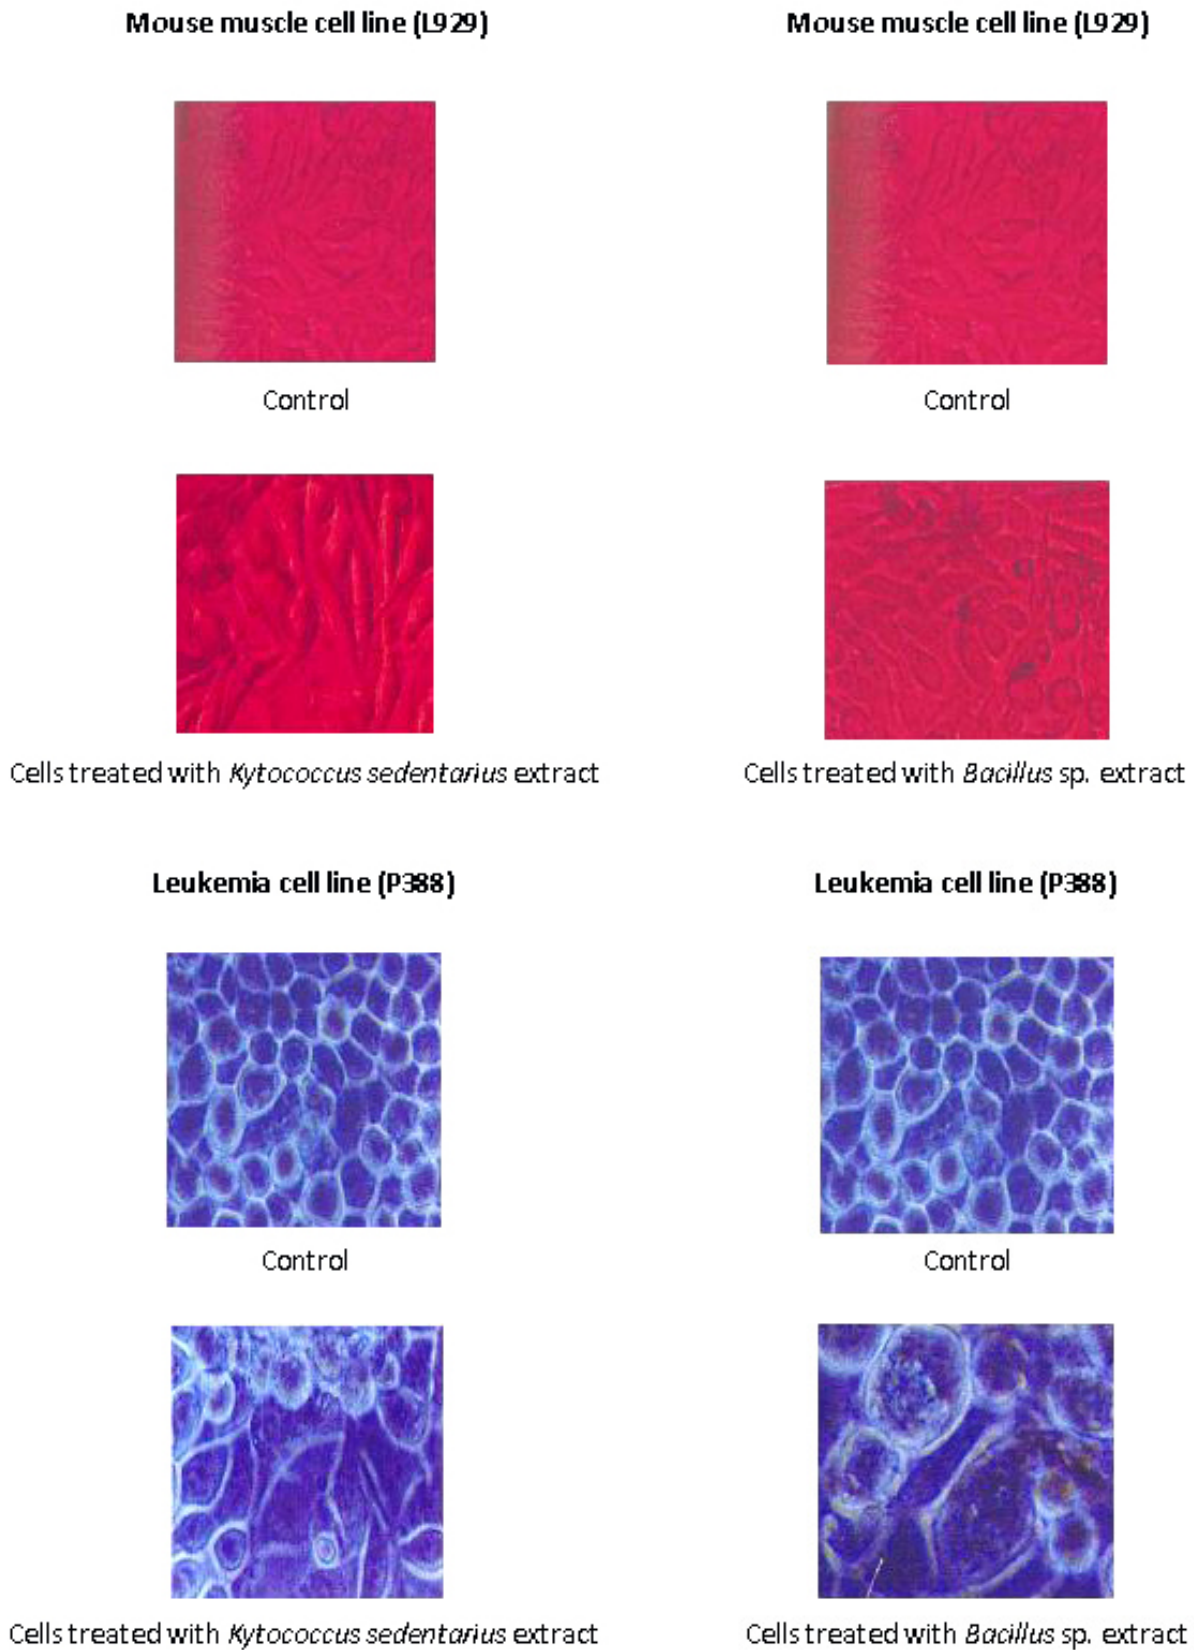 Mouse muscle cell line (L929)
Mouse muscle cell line (L929)
Control
Control
Cells treated with Kytococcus sedentarius extract
Cells treated with Bacillus sp. extract
Leukemia cell line (P388)
Leukemia cell line (P388)
Control
Control
Cells treated with Kytococcus sedentarius extract
Cells treated with Bacillus sp. extract